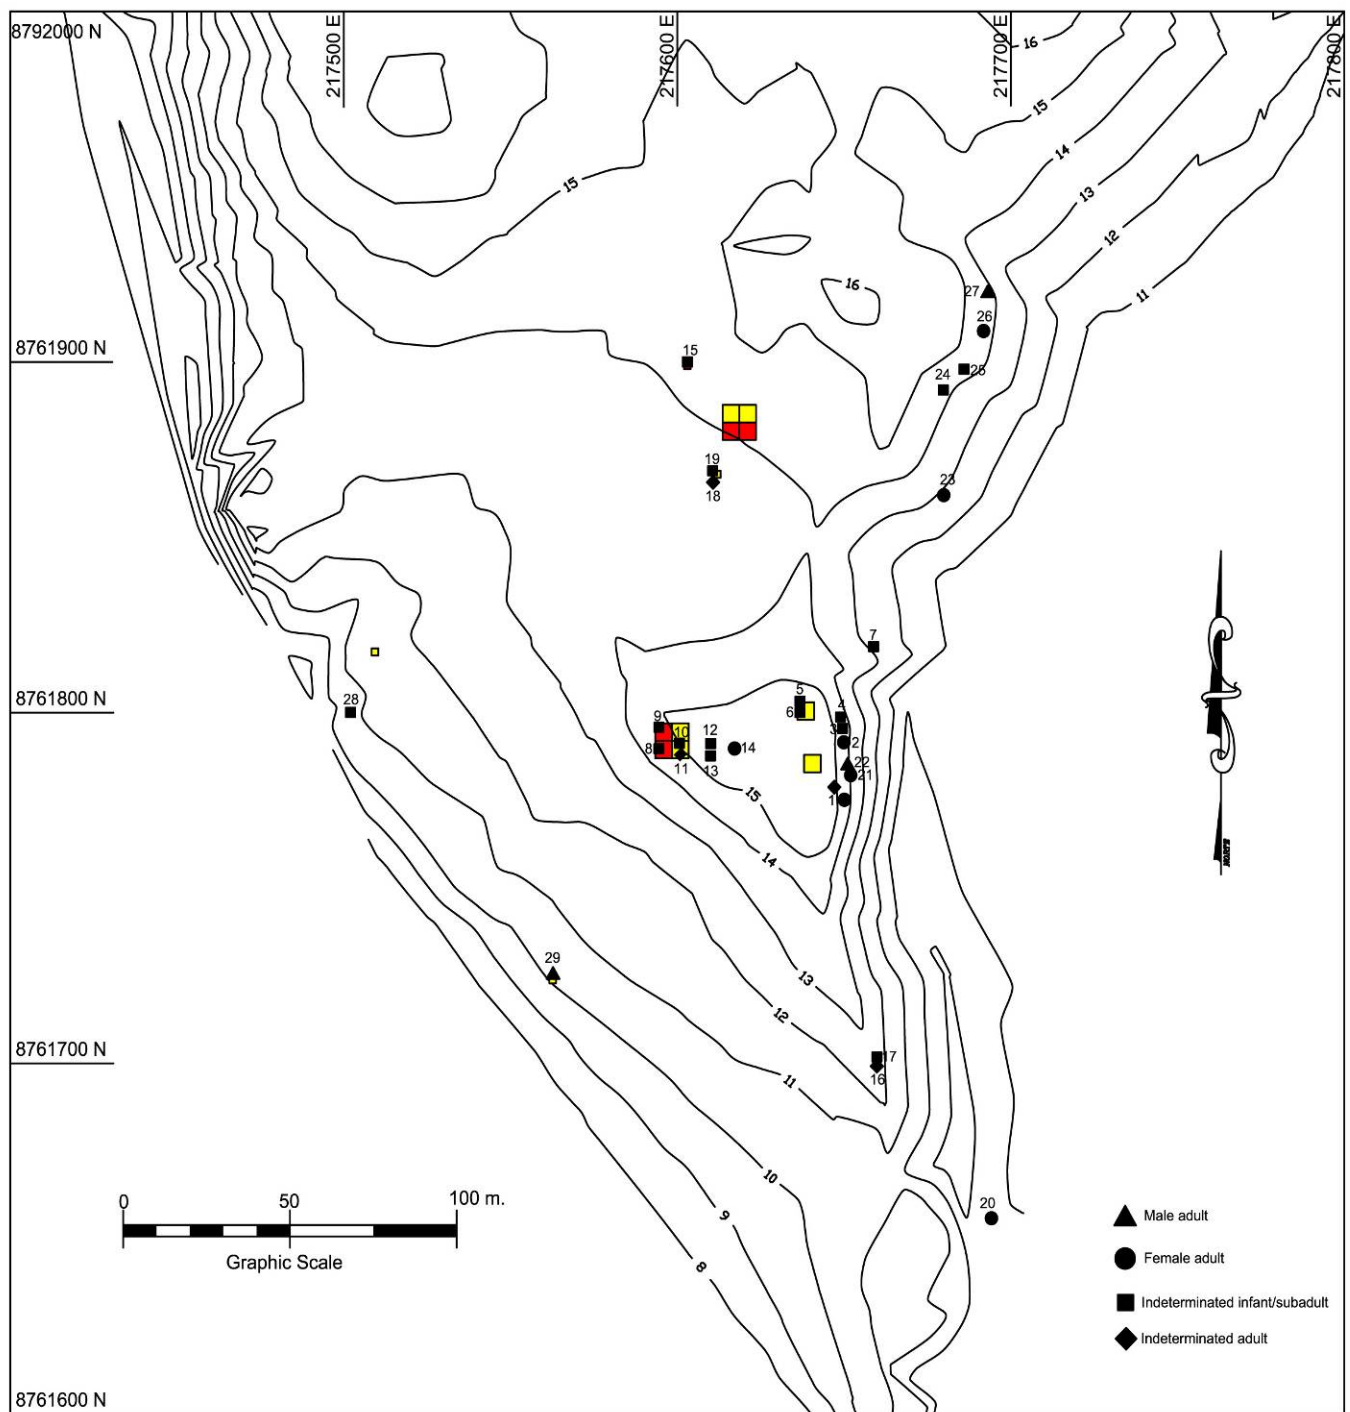 8792000 N
217500 E
217600 E
217700 E
217800 E
16
15
14
15
13
12
16
11
27
26
8761900 N
15
24
25
19
18
23
7
28
8761800 N
5
6
4
3
2
9
10
12
14
8
11
13
22
21
1
15
14
29
13
12
17
16
8761700 N
11
10
9
8
20
0
50
100 m.
Graphic Scale
NORTH
Male adult
Female adult
Indeterminated infant/subadult
Indeterminated adult
8761600 N